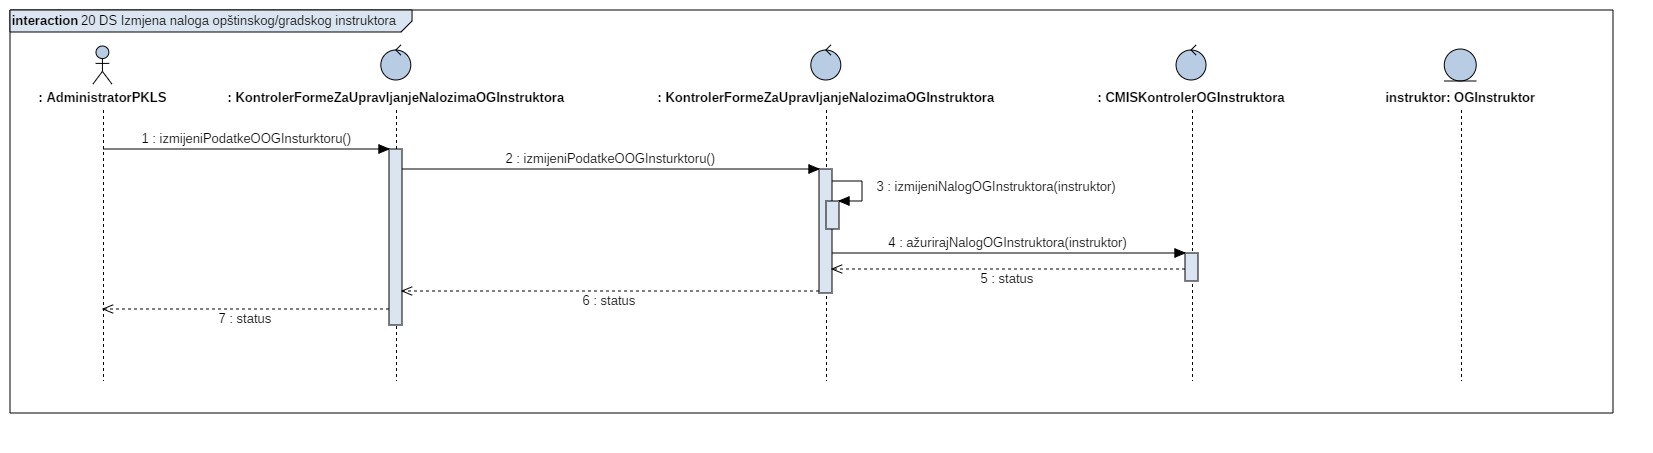 interaction 20 DS Izmjena naloga opštinskog/gradskog instruktora
: AdministratorPKLS
: KontrolerFormeZaUpravljanjeNalozimaOGInstruktora
: KontrolerFormeZaUpravljanjeNalozimaOGInstruktora
: CMISKontrolerOGInstruktora
instruktor: OGInstruktor
1 : izmijeniPodatkeOOGInsturktoru()
2 : izmijeniPodatkeOOGInsturktoru()
3 : izmijeniNalogOGInstruktora(instruktor)
4 : ažurirajNalogOGInstruktora(instruktor)
5 : status
6 : status
7 : status